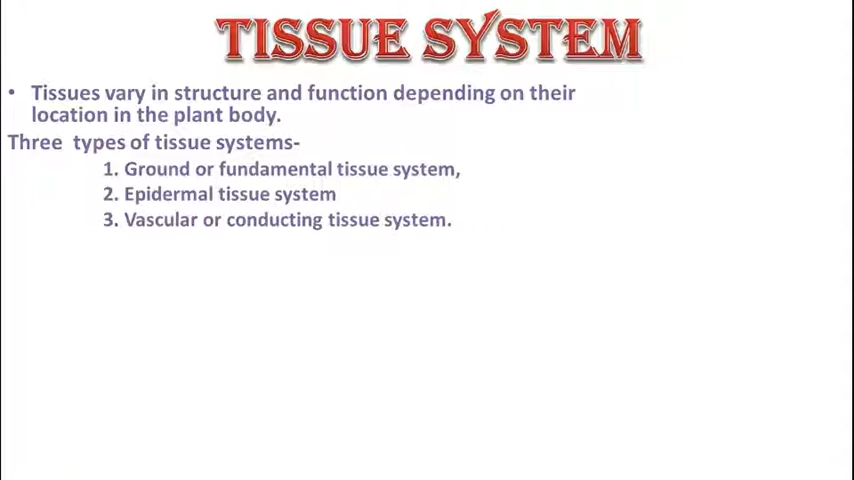 TISSUE SYSTEM
• Tissues vary in structure and function depending on their
location in the plant body.
Three types of tissue systems-
1. Ground or fundamental tissue system,
2. Epidermal tissue system
3. Vascular or conducting tissue system.